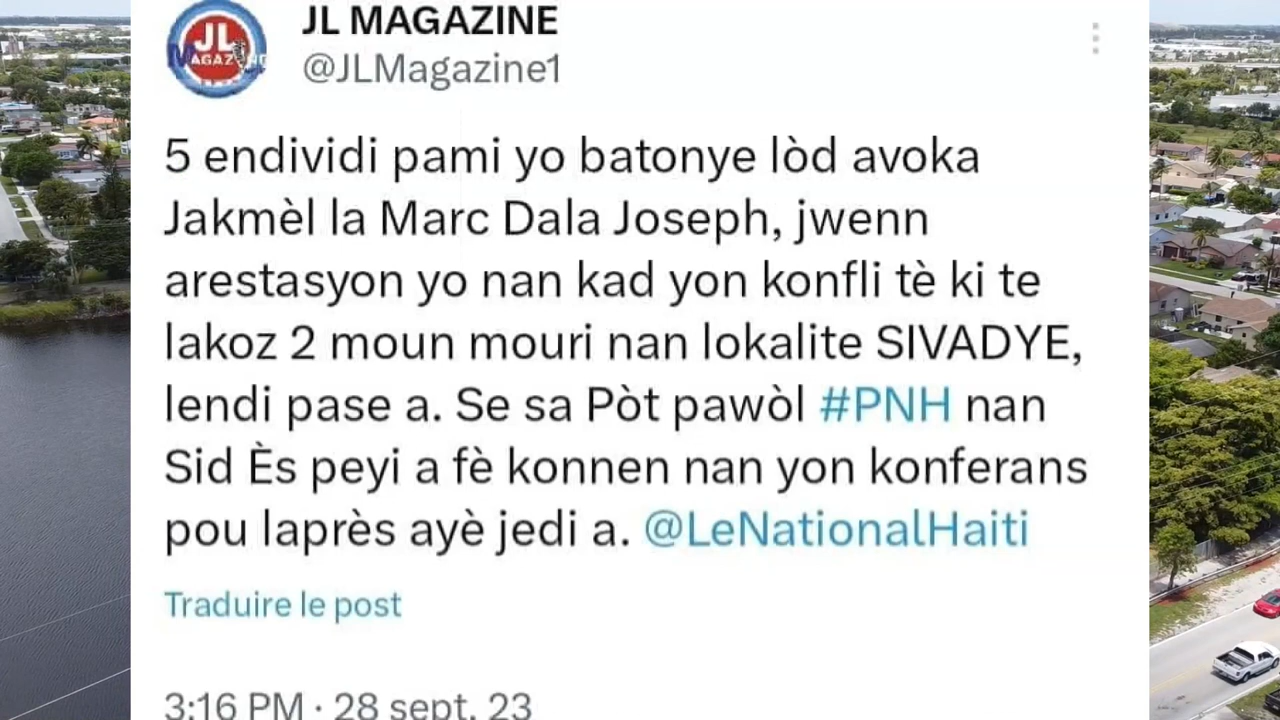 JL MAGAZINE
@JLMagazine1
JL
MAGAZINE
5 endividi pami yo batonye lòd avoka
Jakmèl la Marc Dala Joseph, jwenn
arestasyon yo nan kad yon konfli tè ki te
lakoz 2 moun mouri nan lokalite SIVADYE,
lendi pase a. Se sa Pòt pawòl #PNH nan
Sid Ès peyi a fè konnen nan yon konferans
pou laprès ayè jedi a. @LeNationalHaiti
Traduire le post
3:16 PM · 28 sept. 23